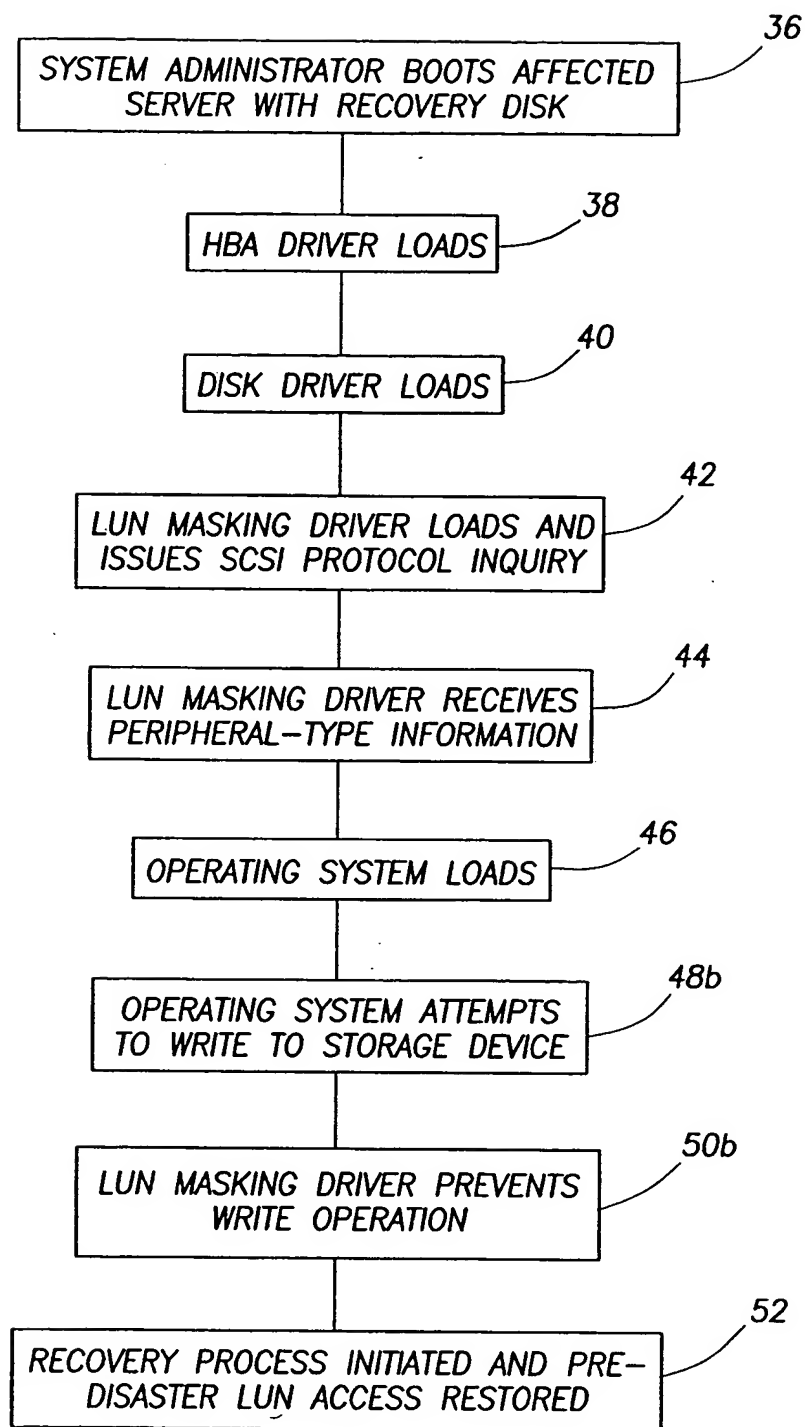 36
SYSTEM ADMINISTRATOR BOOTS AFFECTED
SERVER WITH RECOVERY DISK
38
HBA DRIVER LOADS
40
DISK DRIVER LOADS
42
LUN MASKING DRIVER LOADS AND
ISSUES SCSI PROTOCOL INQUIRY
44
LUN MASKING DRIVER RECEIVES
PERIPHERAL-TYPE INFORMATION
46
OPERATING SYSTEM LOADS
48b
OPERATING SYSTEM ATTEMPTS
TO WRITE TO STORAGE DEVICE
50b
LUN MASKING DRIVER PREVENTS
WRITE OPERATION
52
RECOVERY PROCESS INITIATED AND PRE-
DISASTER LUN ACCESS RESTORED